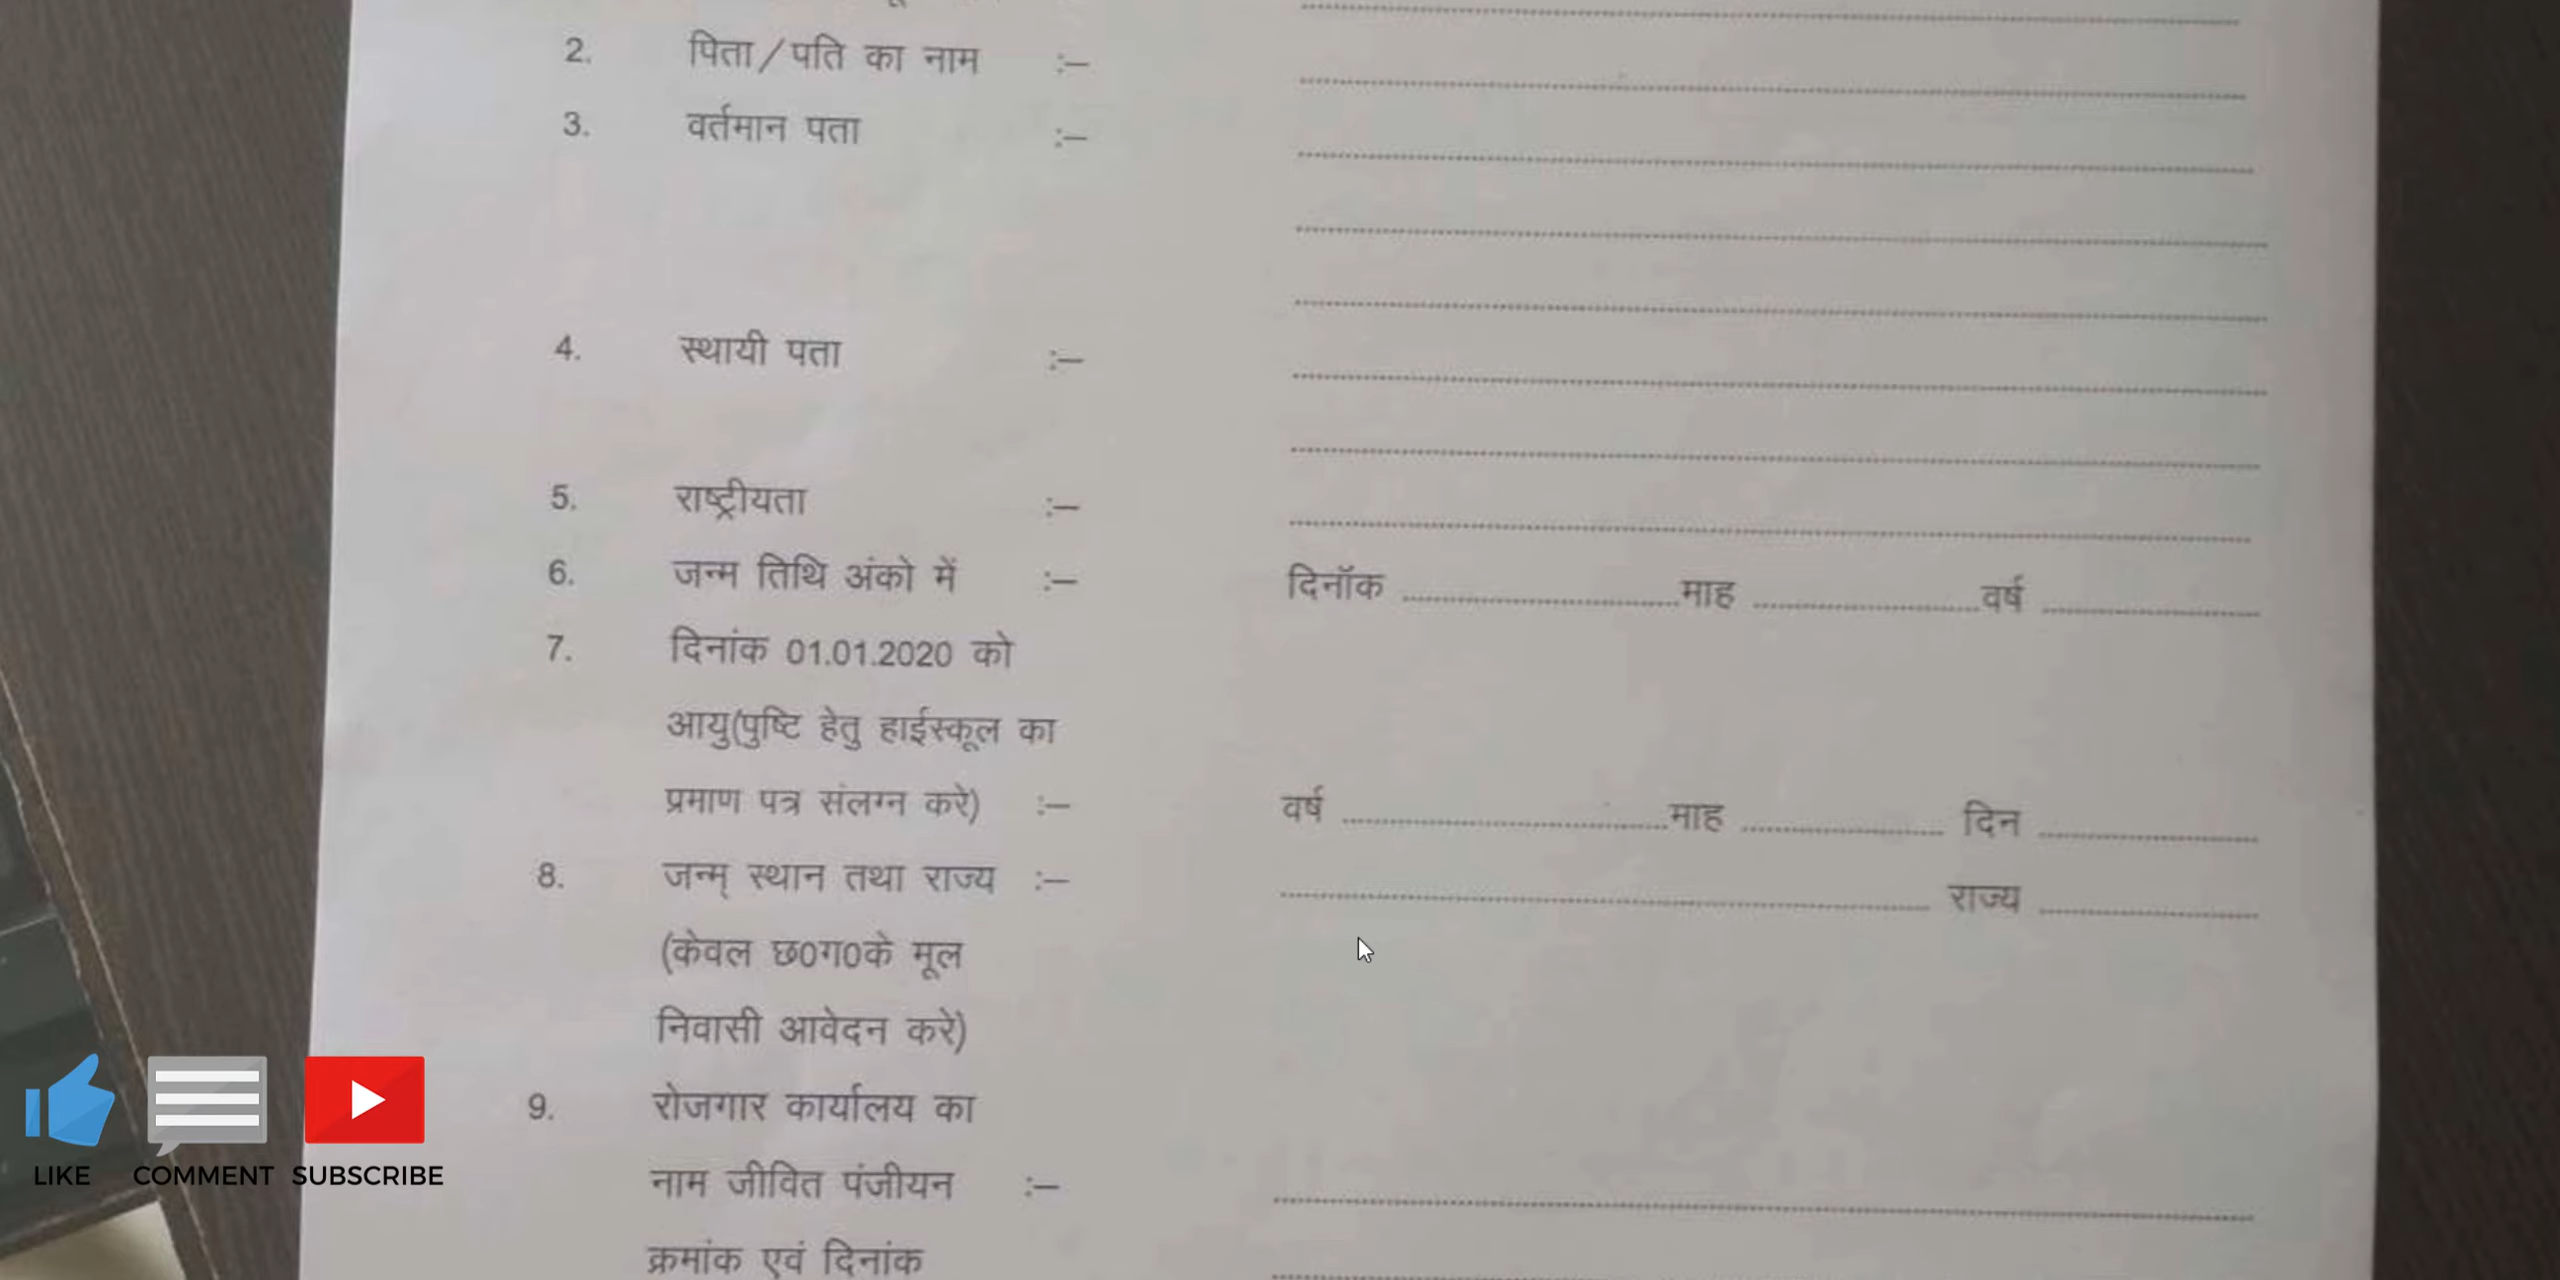 2. पिता/पति का नाम :–
3. वर्तमान पता :–
4. स्थायी पता :–
5. राष्ट्रीयता :–
6. जन्म तिथि अंको में :– दिनॉक ............ माह ............ वर्ष ............
7. दिनांक 01.01.2020 को
आयु(पुष्टि हेतु हाईस्कूल का
प्रमाण पत्र संलग्न करे) :– वर्ष ............ माह ............ दिन ............
8. जन्म् स्थान तथा राज्य :– ............ राज्य ............
(केवल छ0ग0के मूल
निवासी आवेदन करे)
9. रोजगार कार्यालय का
नाम जीवित पंजीयन :–
क्रमांक एवं दिनांक
LIKE COMMENT SUBSCRIBE